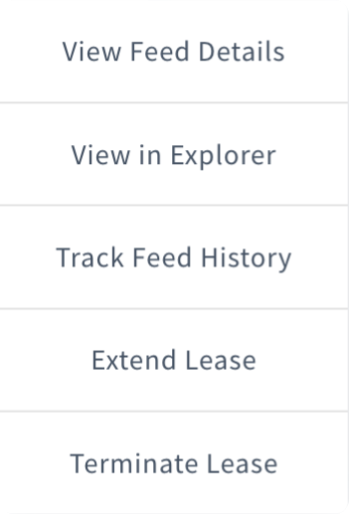 View Feed Details
View in Explorer
Track Feed History
Extend Lease
Terminate Lease